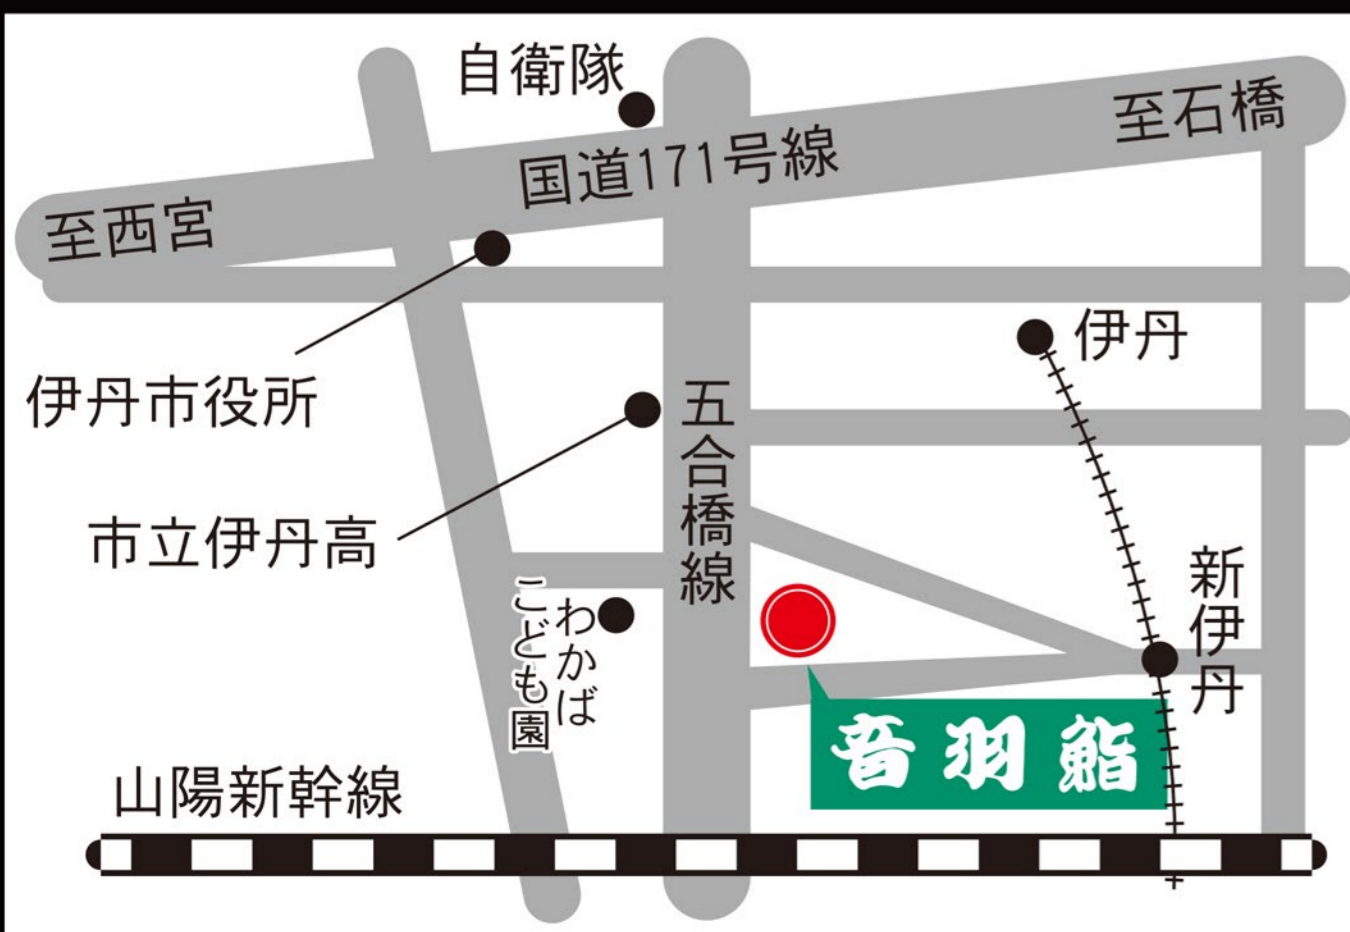 自衛隊
至石橋
国道171号線
至西宮
伊丹
伊丹市役所
五合橋線
市立伊丹高
新伊丹
わかば
こども園
音羽鮨
山陽新幹線